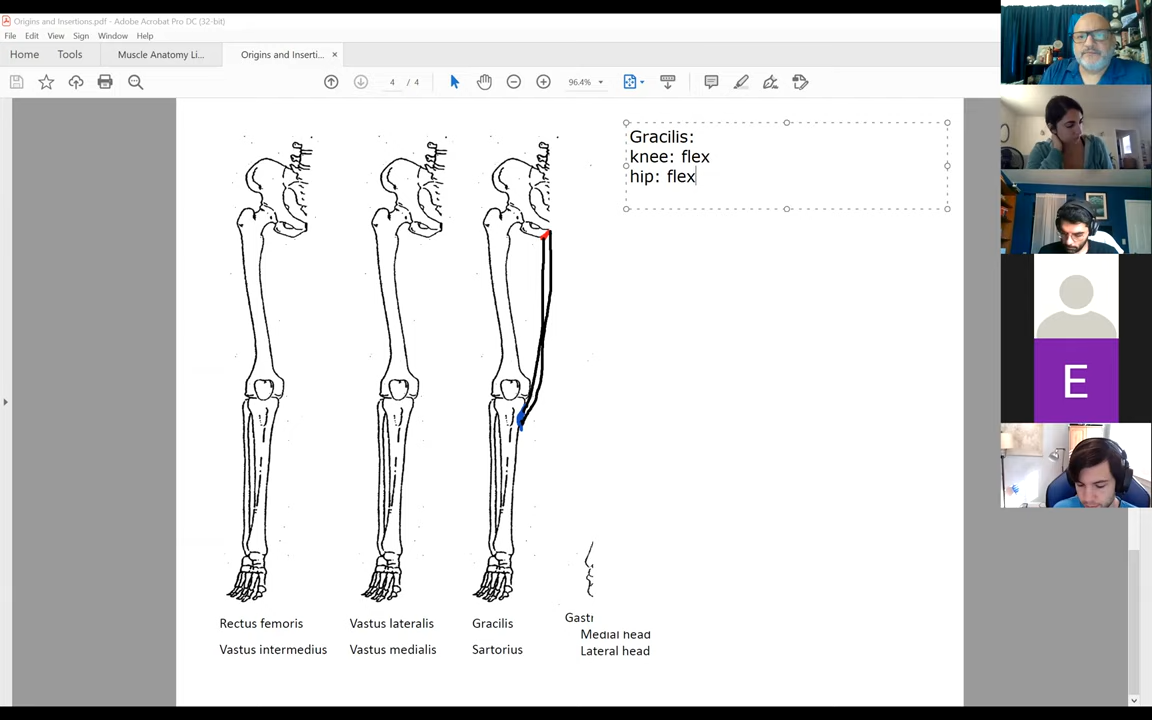 Origins and Insertions.pdf - Adobe Acrobat Pro DC (32-bit)
File Edit View Sign Window Help
Home Tools Muscle Anatomy Li... Origins and Inserti... ×
4 / 4 96.4%
Gracilis:
knee: flex
hip: flex
E
Rectus femoris Vastus lateralis Gracilis Gastr
Medial head
Vastus intermedius Vastus medialis Sartorius Lateral head